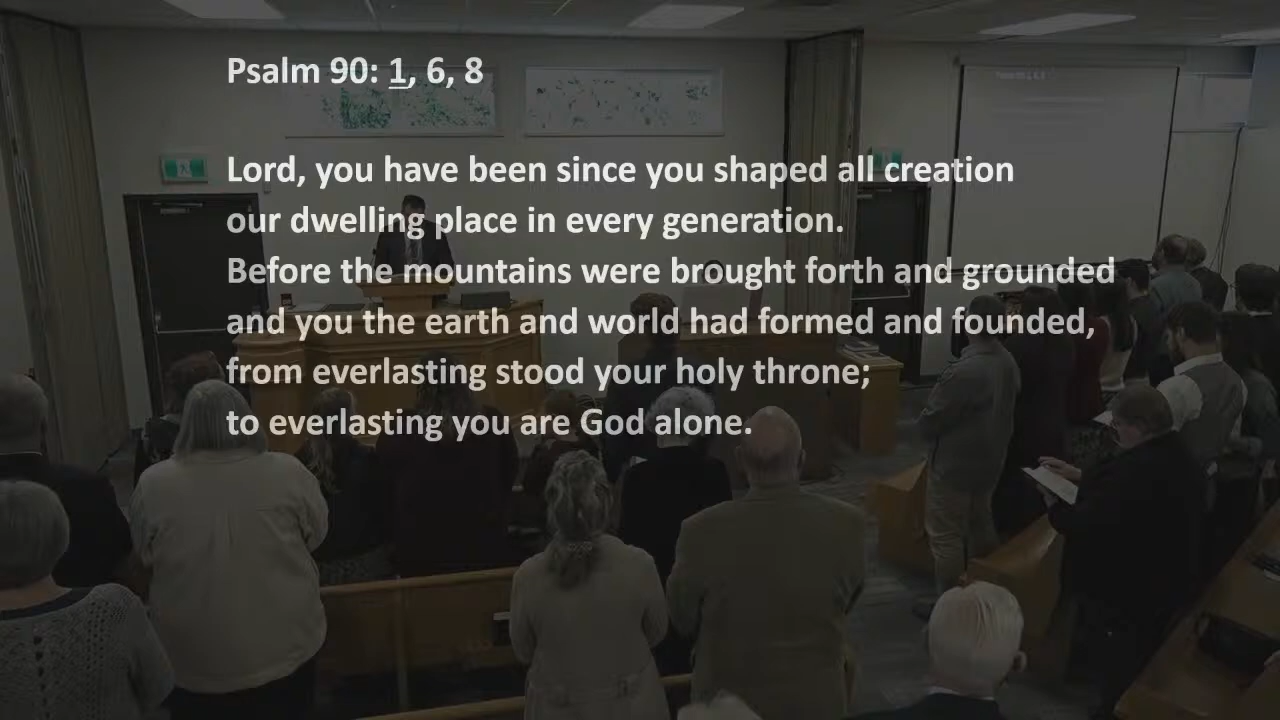 Psalm 90: 1, 6, 8
Lord, you have been since you shaped all creation
our dwelling place in every generation.
Before the mountains were brought forth and grounded
and you the earth and world had formed and founded,
from everlasting stood your holy throne;
to everlasting you are God alone.